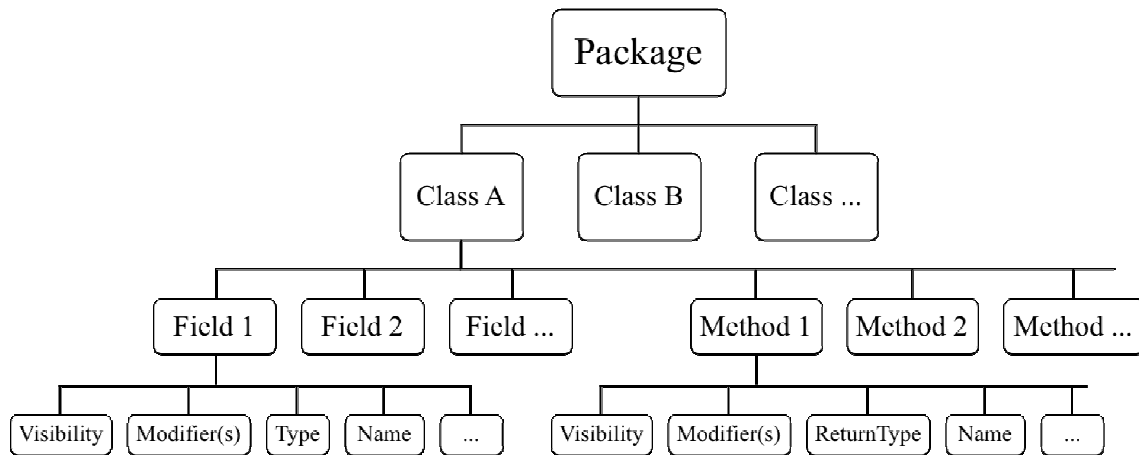 Package
Class A
Class B
Class ...
Field 1
Field 2
Field ...
Method 1
Method 2
Method ...
Visibility
Modifier(s)
Type
Name
...
Visibility
Modifier(s)
ReturnType
Name
...